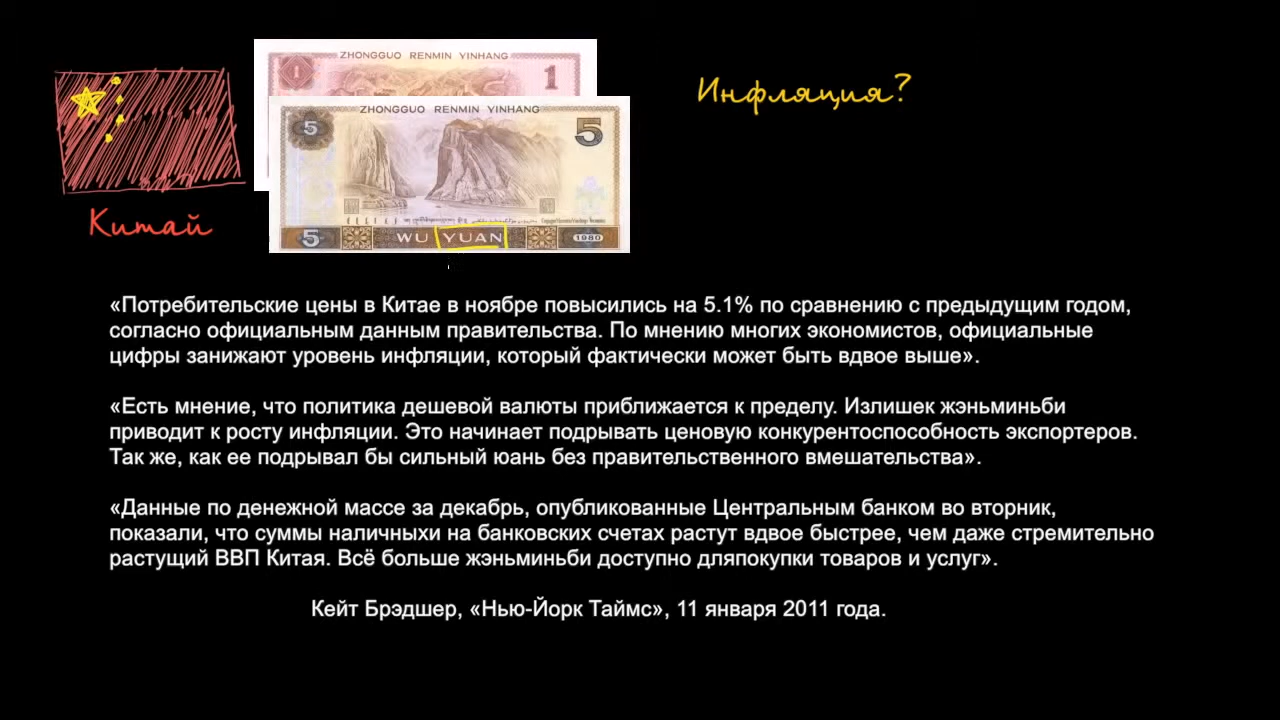 ZHONGGUO RENMIN YINHANG
1
1
ZHONGGUO RENMIN YINHANG
5
5
5
WU YUAN
1980
Китай
Инфляция?
«Потребительские цены в Китае в ноябре повысились на 5.1% по сравнению с предыдущим годом,
согласно официальным данным правительства. По мнению многих экономистов, официальные
цифры занижают уровень инфляции, который фактически может быть вдвое выше».
«Есть мнение, что политика дешевой валюты приближается к пределу. Излишек жэньминьби
приводит к росту инфляции. Это начинает подрывать ценовую конкурентоспособность экспортеров.
Так же, как ее подрывал бы сильный юань без правительственного вмешательства».
«Данные по денежной массе за декабрь, опубликованные Центральным банком во вторник,
показали, что суммы наличныхи на банковских счетах растут вдвое быстрее, чем даже стремительно
растущий ВВП Китая. Всё больше жэньминьби доступно дляпокупки товаров и услуг».
Кейт Брэдшер, «Нью-Йорк Таймс», 11 января 2011 года.